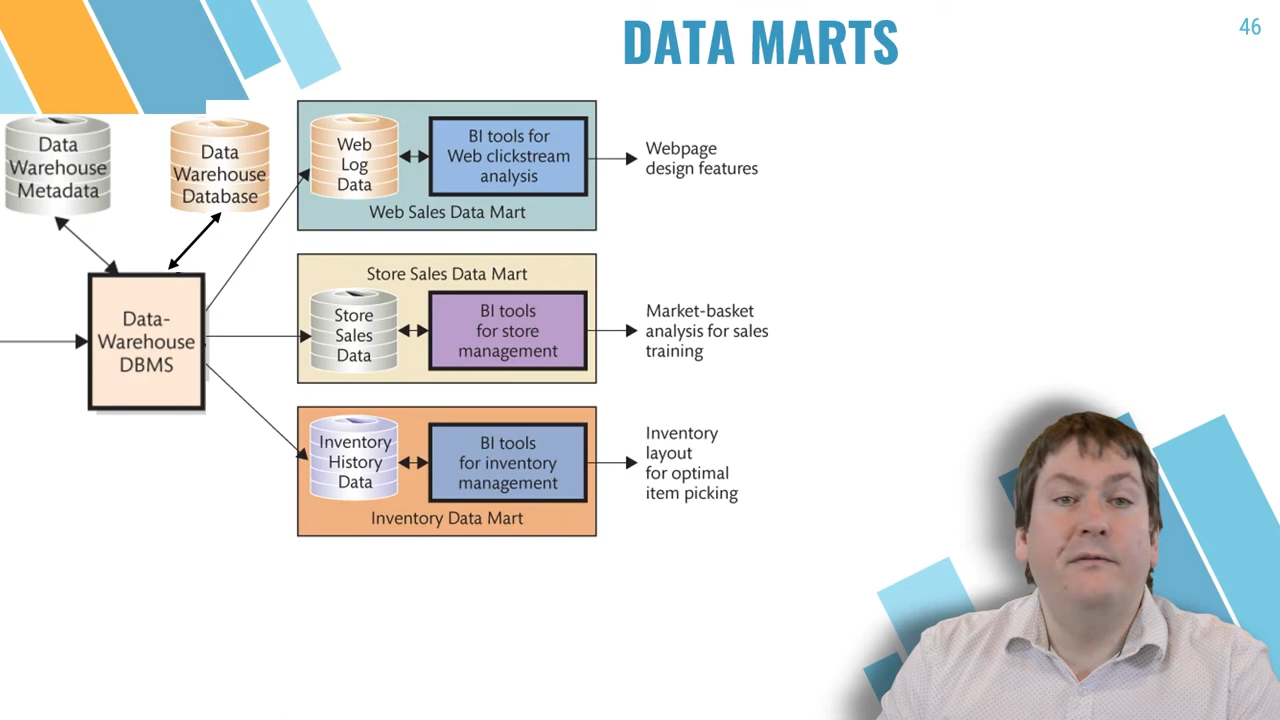 DATA MARTS
46
Data
Warehouse
Metadata
Data
Warehouse
Database
Data-
Warehouse
DBMS
Web
Log
Data
BI tools for
Web clickstream
analysis
Web Sales Data Mart
Webpage
design features
Store Sales Data Mart
Store
Sales
Data
BI tools
for store
management
Market-basket
analysis for sales
training
Inventory
History
Data
BI tools
for inventory
management
Inventory Data Mart
Inventory
layout
for optimal
item picking